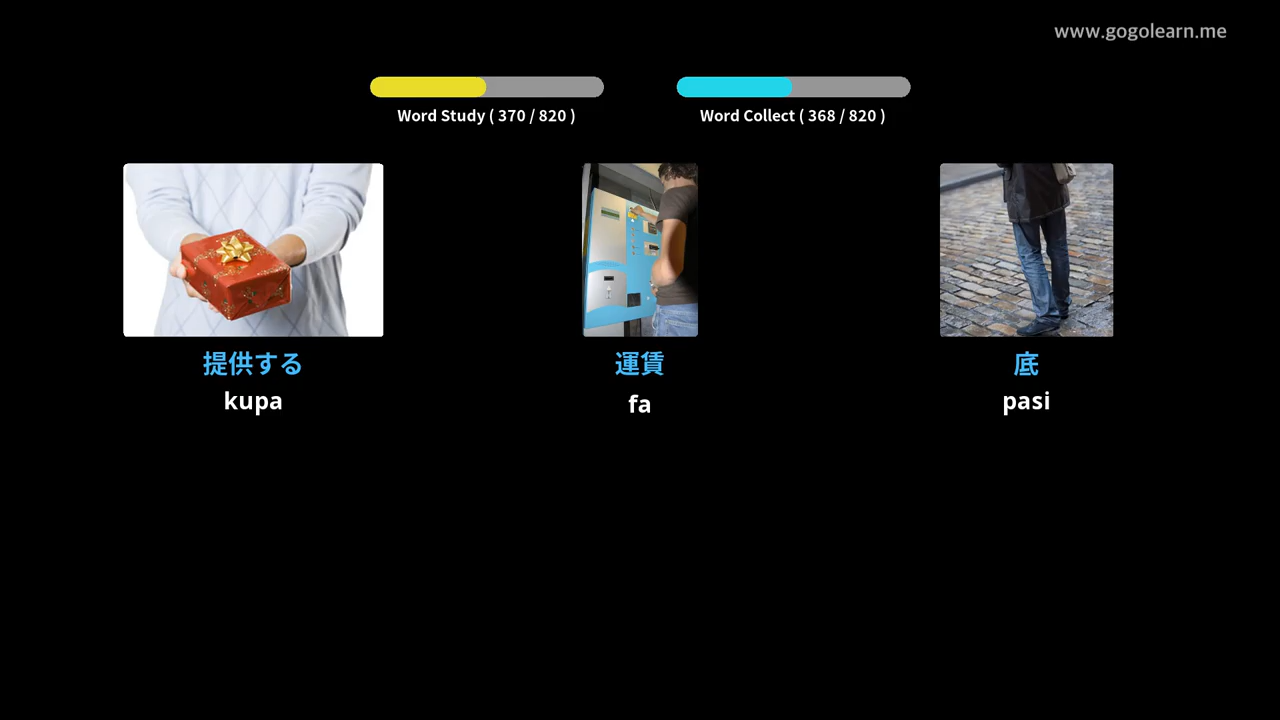 www.gogolearn.me
Word Study ( 370 / 820 )
Word Collect ( 368 / 820 )
提供する
運賃
底
kupa
fa
pasi